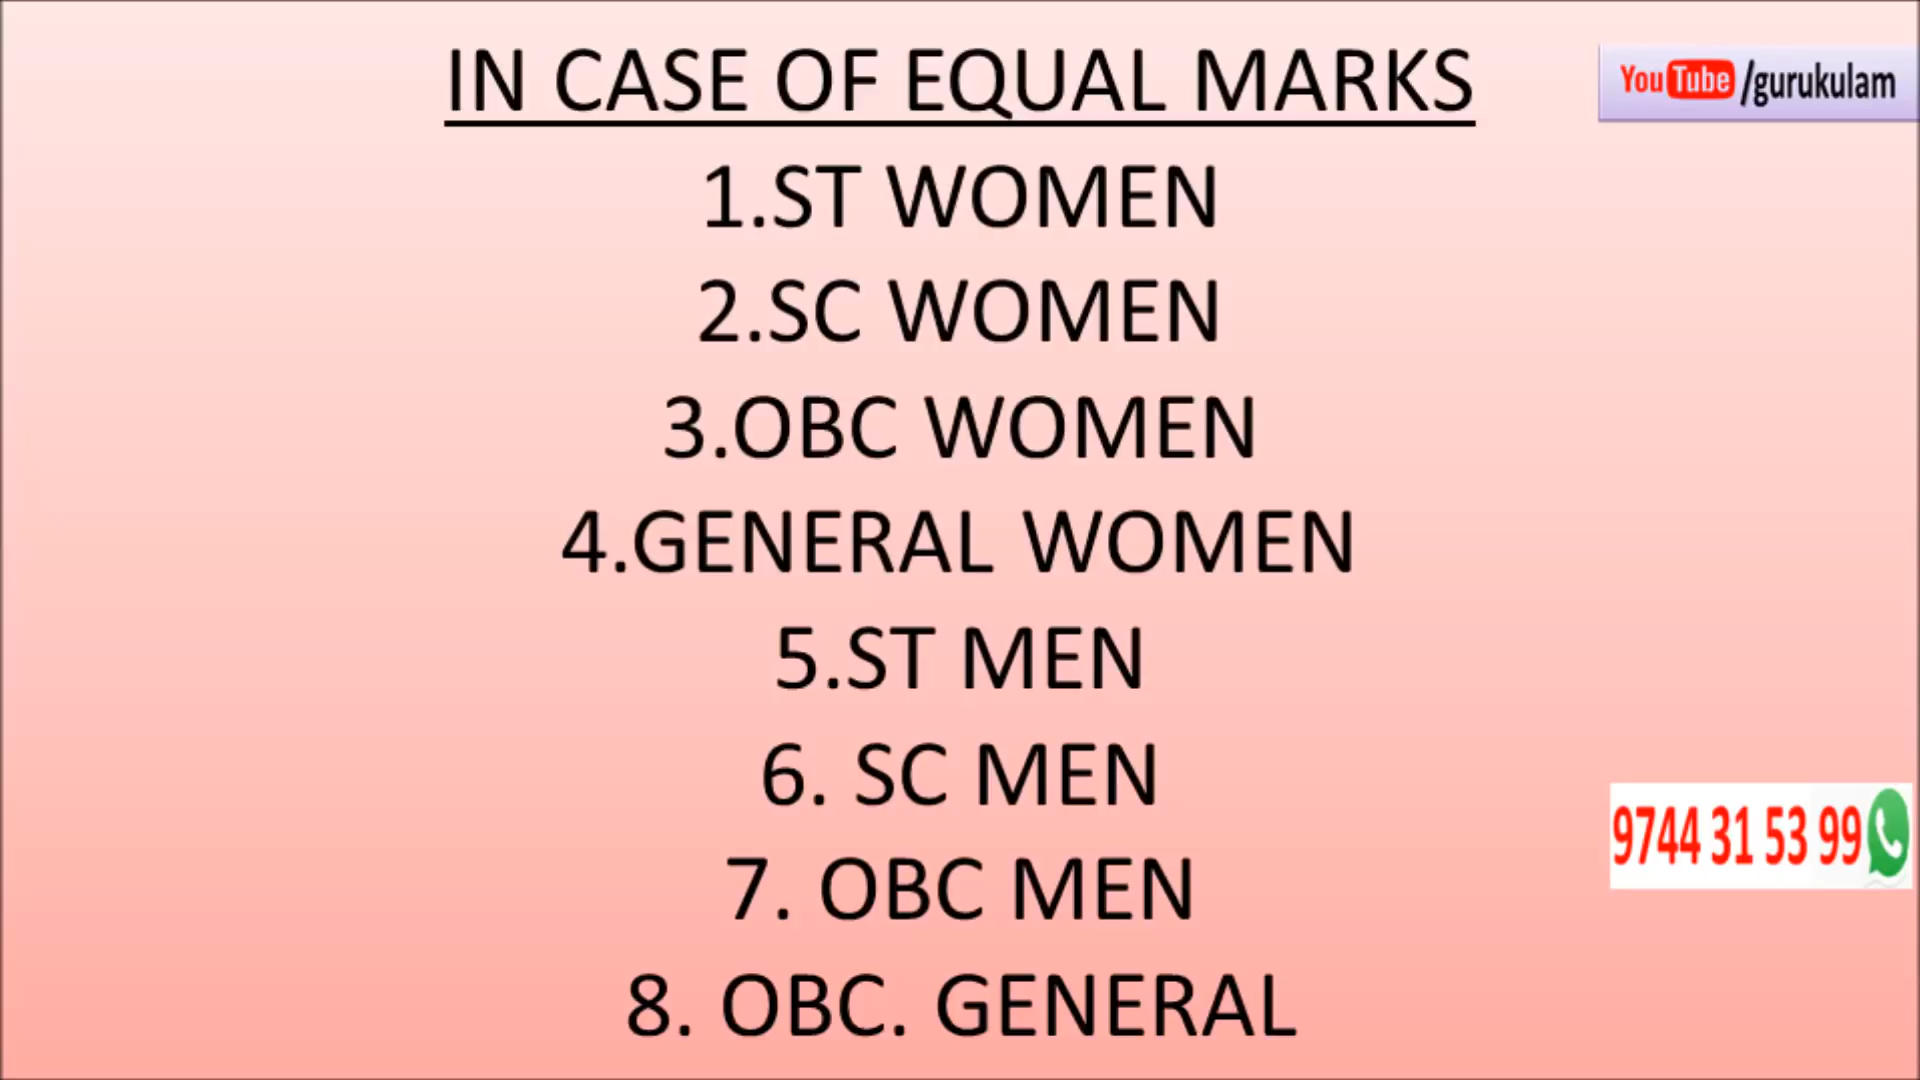 IN CASE OF EQUAL MARKS
YouTube/gurukulam
1.ST WOMEN
2.SC WOMEN
3.OBC WOMEN
4.GENERAL WOMEN
5.ST MEN
6. SC MEN
9744 31 53 99
7. OBC MEN
8. OBC. GENERAL